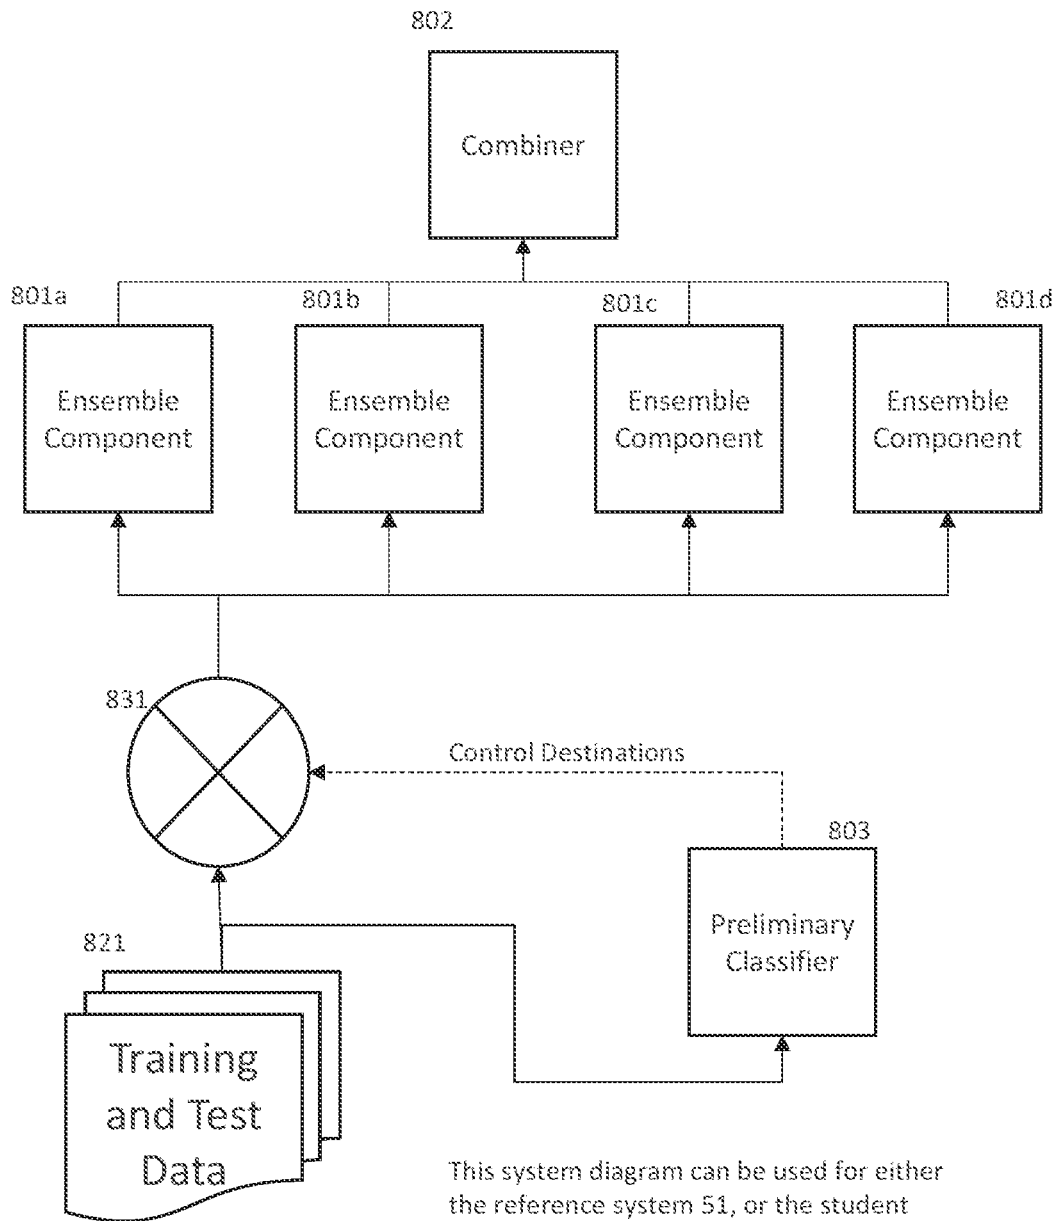 802
Combiner
801a
801b
801c
801d
Ensemble
Component
Ensemble
Component
Ensemble
Component
Ensemble
Component
831
Control Destinations
803
Preliminary
Classifier
821
Training
and Test
Data
This system diagram can be used for either
the reference system 51, or the student